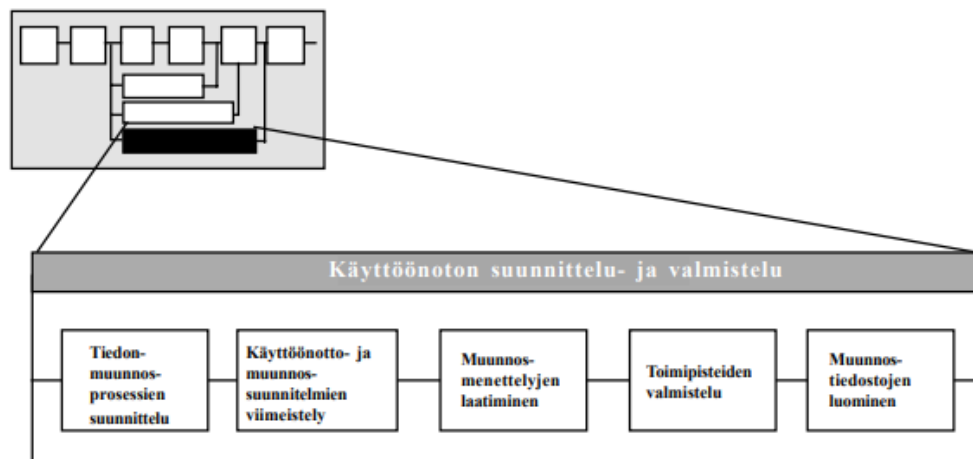 Käyttöönoton suunnittelu- ja valmistelu
Tiedon-
muunnos-
prosessien
suunnittelu
Käyttöönotto- ja
muunnos-
suunnitelmien
viimeistely
Muunnos-
menettelyjen
laatiminen
Toimipisteiden
valmistelu
Muunnos-
tiedostojen
luominen